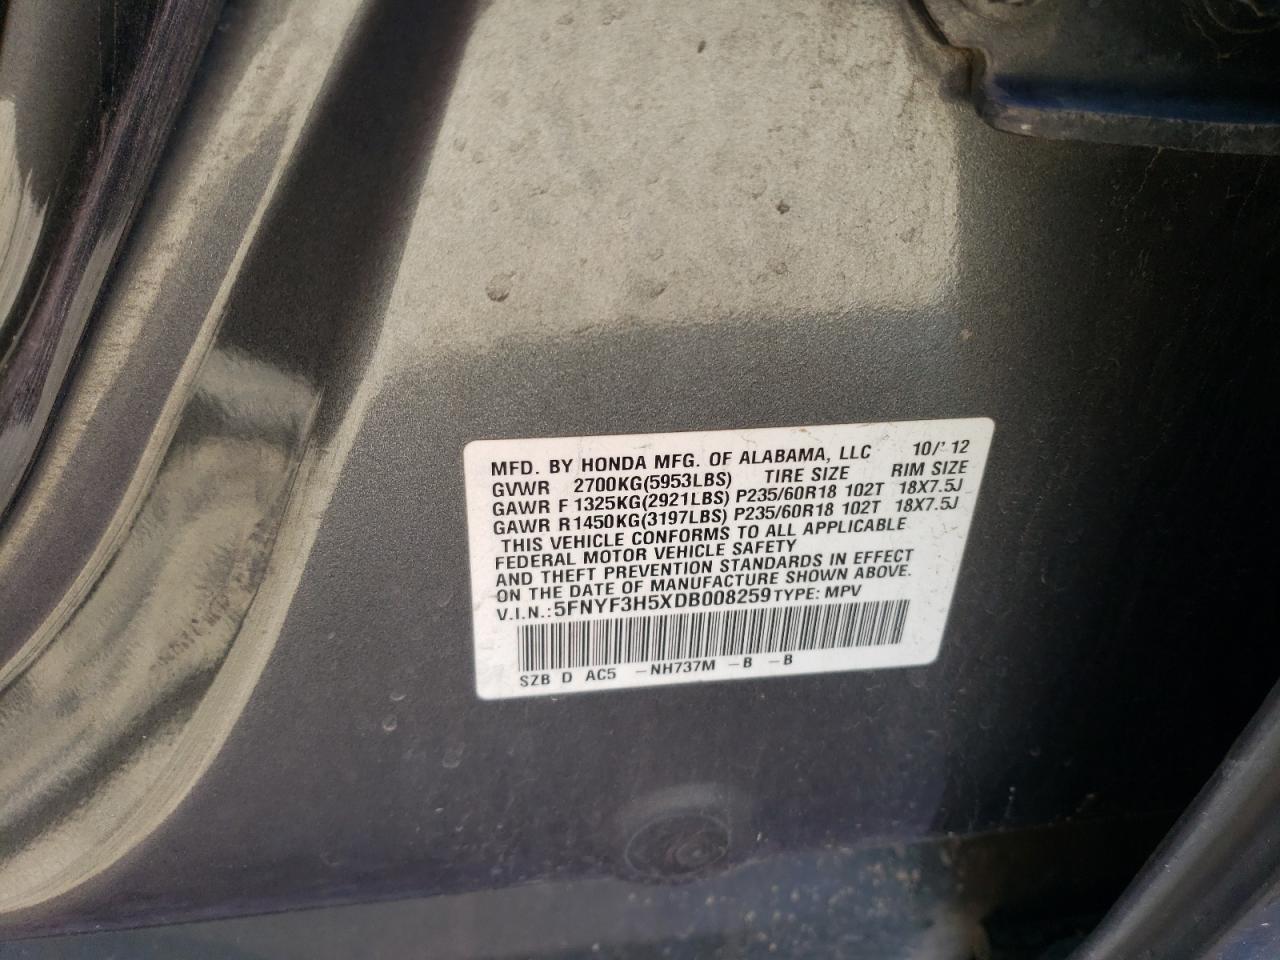 MFD. BY HONDA MFG. OF ALABAMA, LLC 10/'12
GVWR 2700KG(5953LBS) TIRE SIZE RIM SIZE
GAWR F 1325KG(2921LBS) P235/60R18 102T 18X7.5J
GAWR R1450KG(3197LBS) P235/60R18 102T 18X7.5J
THIS VEHICLE CONFORMS TO ALL APPLICABLE
FEDERAL MOTOR VEHICLE SAFETY
AND THEFT PREVENTION STANDARDS IN EFFECT
ON THE DATE OF MANUFACTURE SHOWN ABOVE.
V.I.N.:5FNYF3H5XDB008259 TYPE: MPV
SZB D AC5 -NH737M -B -B